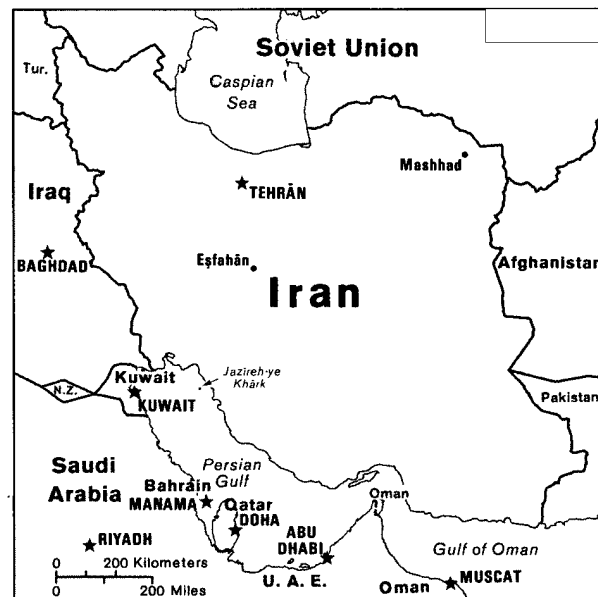 Soviet Union
Tur.
Caspian
Sea
Mashhad
TEHRĀN
Iraq
BAGHDAD
Eşfahān
Afghanistan
Iran
Kuwait
KUWAIT
N.Z.
Jazīreh-ye
Khārk
Pakistan
Saudi
Arabia
Persian
Gulf
Bahrain
MANAMA
Qatar
DOHA
Oman
RIYADH
ABU
DHABI
U. A. E.
Gulf of Oman
Oman
MUSCAT
0 200 Kilometers
0 200 Miles